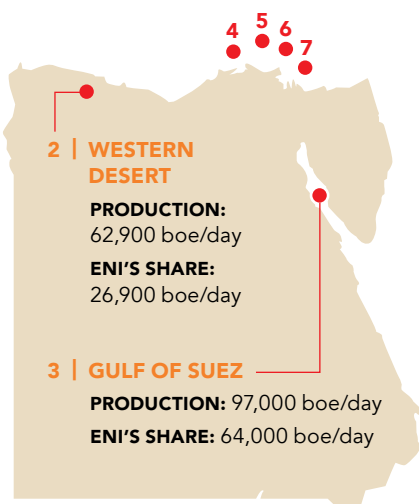 4
5
6
7
2 | WESTERN
DESERT
PRODUCTION:
62,900 boe/day
ENI'S SHARE:
26,900 boe/day
3 | GULF OF SUEZ
PRODUCTION: 97,000 boe/day
ENI'S SHARE: 64,000 boe/day